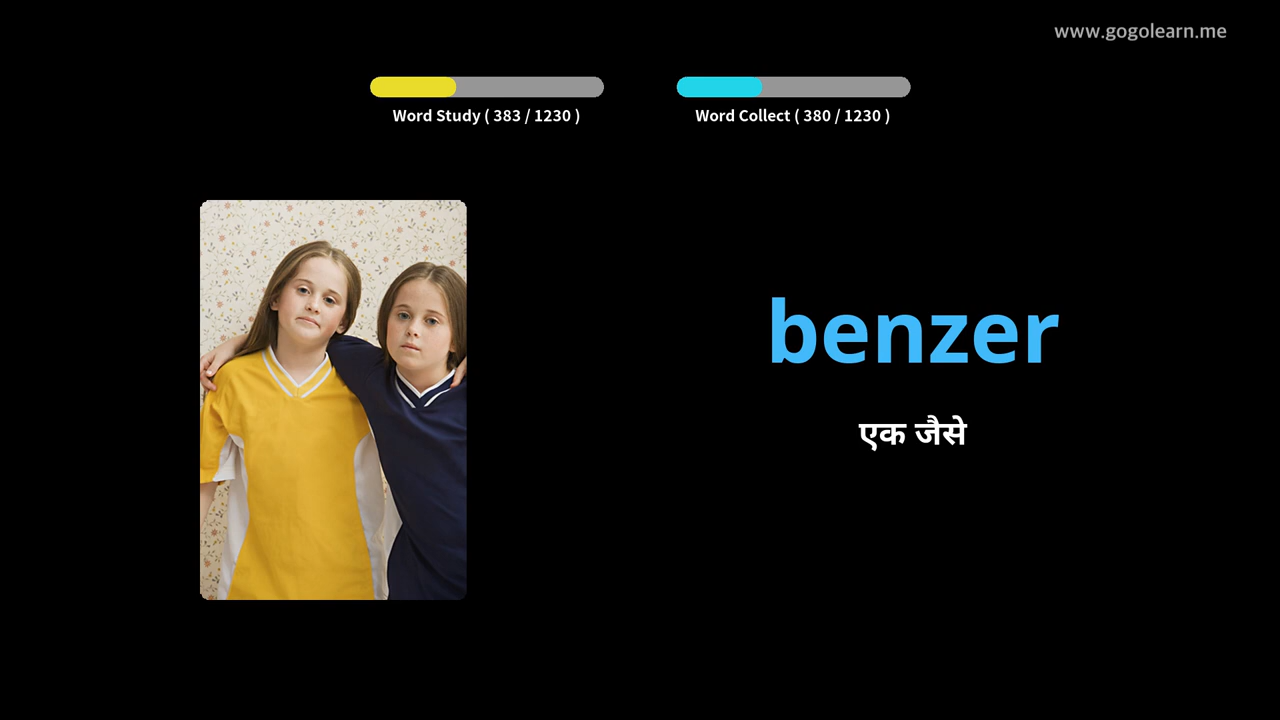 www.gogolearn.me
Word Study ( 383 / 1230 )
Word Collect ( 380 / 1230 )
benzer
एक जैसे